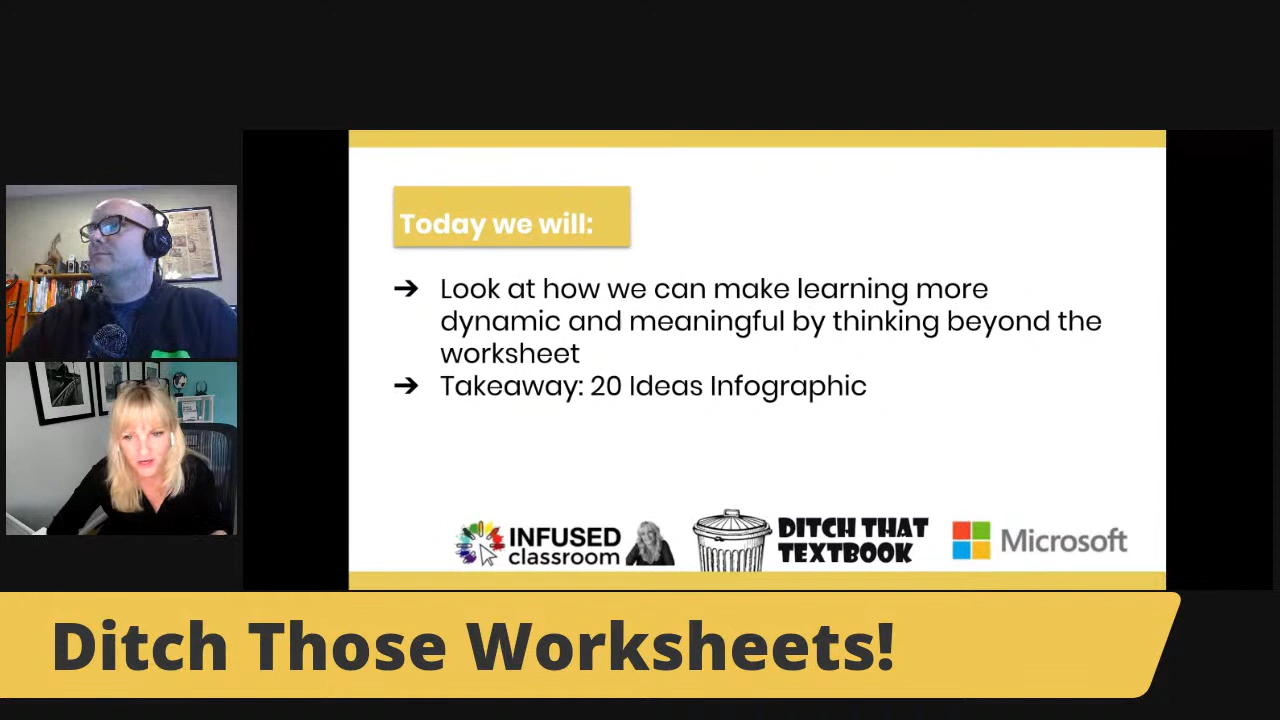 Today we will:
➔ Look at how we can make learning more
dynamic and meaningful by thinking beyond the
worksheet
➔ Takeaway: 20 Ideas Infographic
INFUSED
classroom
DITCH THAT
TEXTBOOK
Microsoft
Ditch Those Worksheets!